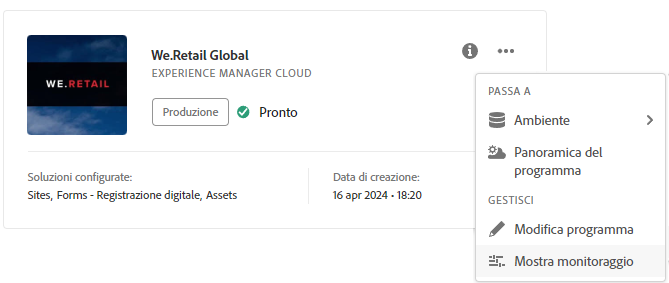 WE.RETAIL
We.Retail Global
EXPERIENCE MANAGER CLOUD
Produzione
Pronto
Soluzioni configurate:
Sites, Forms - Registrazione digitale, Assets
Data di creazione:
16 apr 2024 • 18:20
PASSA A
Ambiente
Panoramica del
programma
GESTISCI
Modifica programma
Mostra monitoraggio